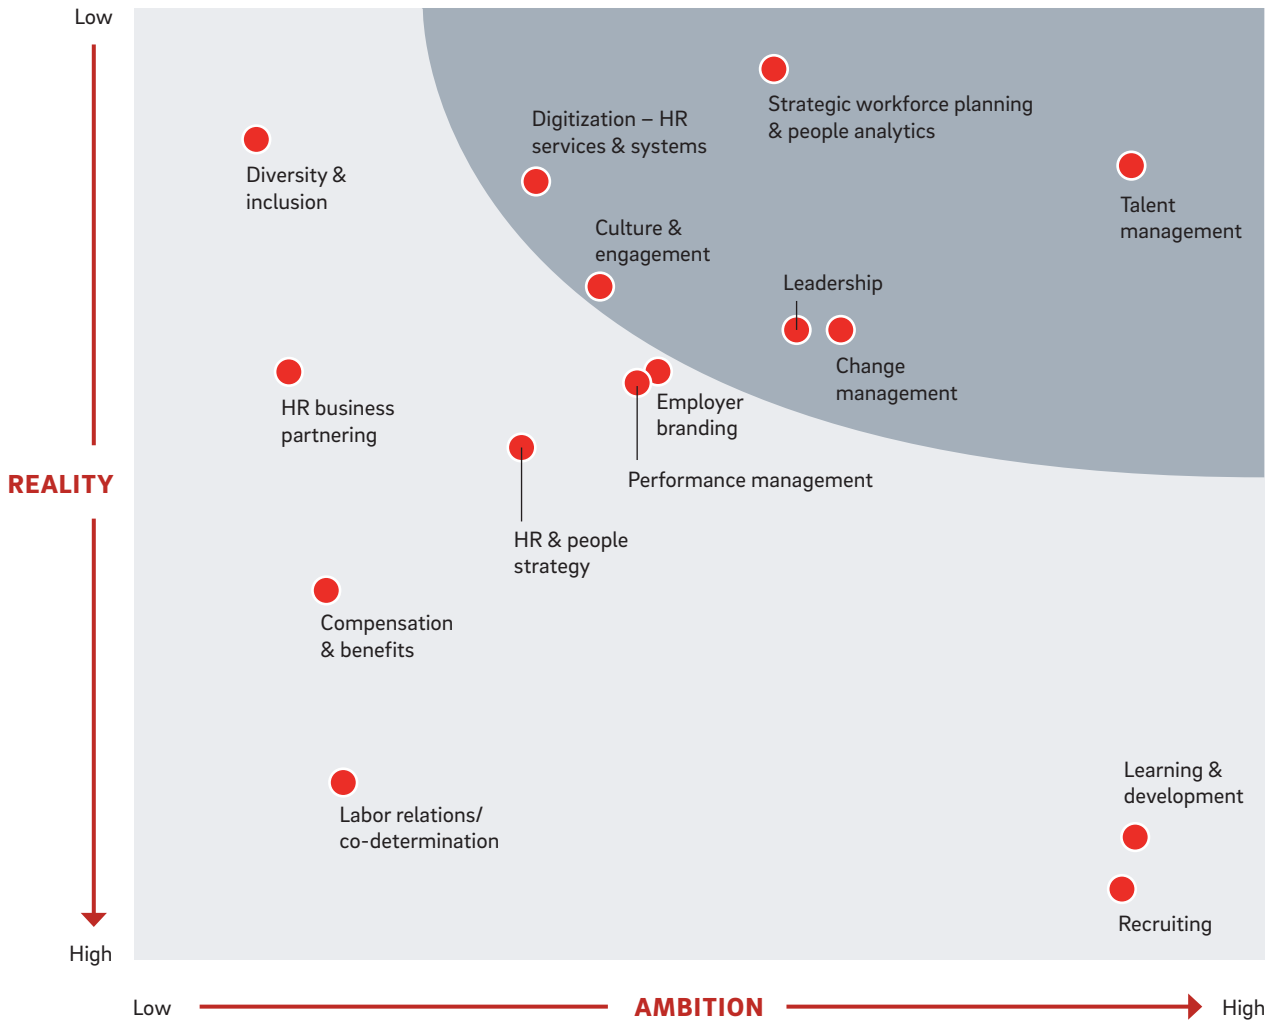 Low
Strategic workforce planning
& people analytics
Digitization – HR
services & systems
Diversity &
inclusion
Talent
management
Culture &
engagement
Leadership
Change
management
HR business
partnering
Employer
branding
Performance management
REALITY
HR & people
strategy
Compensation
& benefits
Labor relations/
co-determination
Learning &
development
Recruiting
High
Low
AMBITION
High